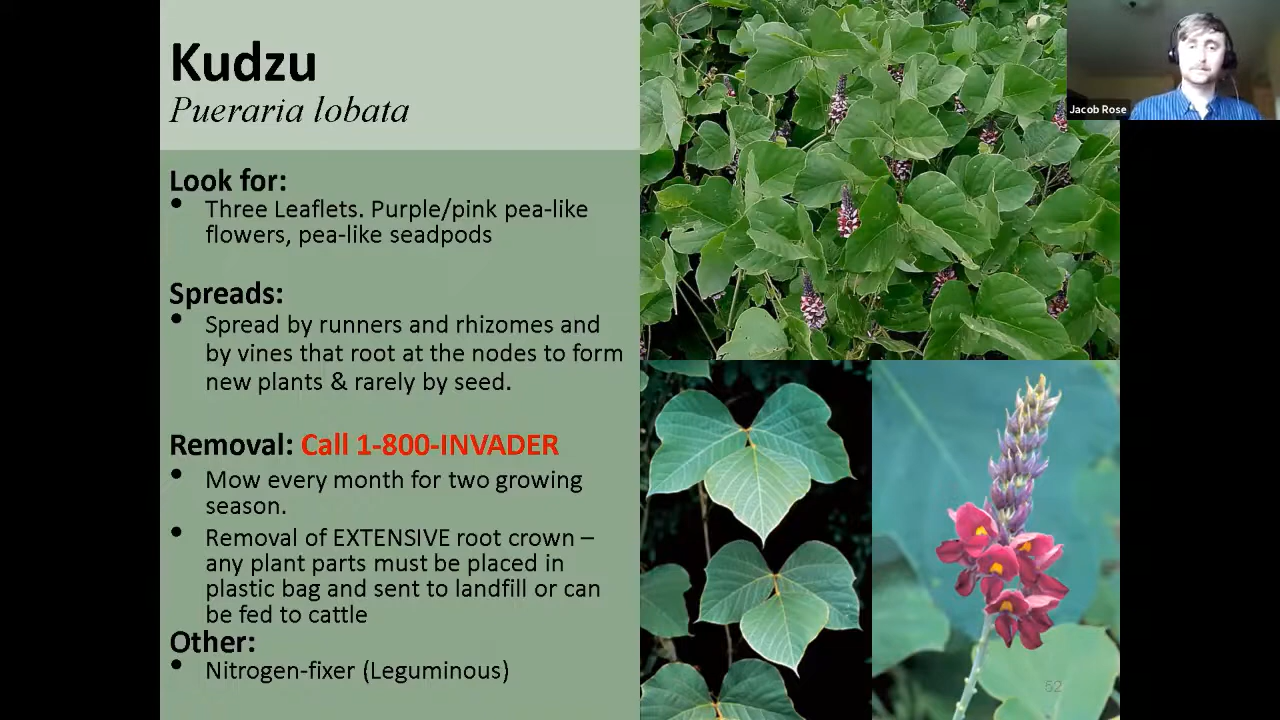 Kudzu
Pueraria lobata
Jacob Rose
Look for:
• Three Leaflets. Purple/pink pea-like
flowers, pea-like seadpods
Spreads:
• Spread by runners and rhizomes and
by vines that root at the nodes to form
new plants & rarely by seed.
Removal: Call 1-800-INVADER
• Mow every month for two growing
season.
• Removal of EXTENSIVE root crown –
any plant parts must be placed in
plastic bag and sent to landfill or can
be fed to cattle
Other:
• Nitrogen-fixer (Leguminous)
52